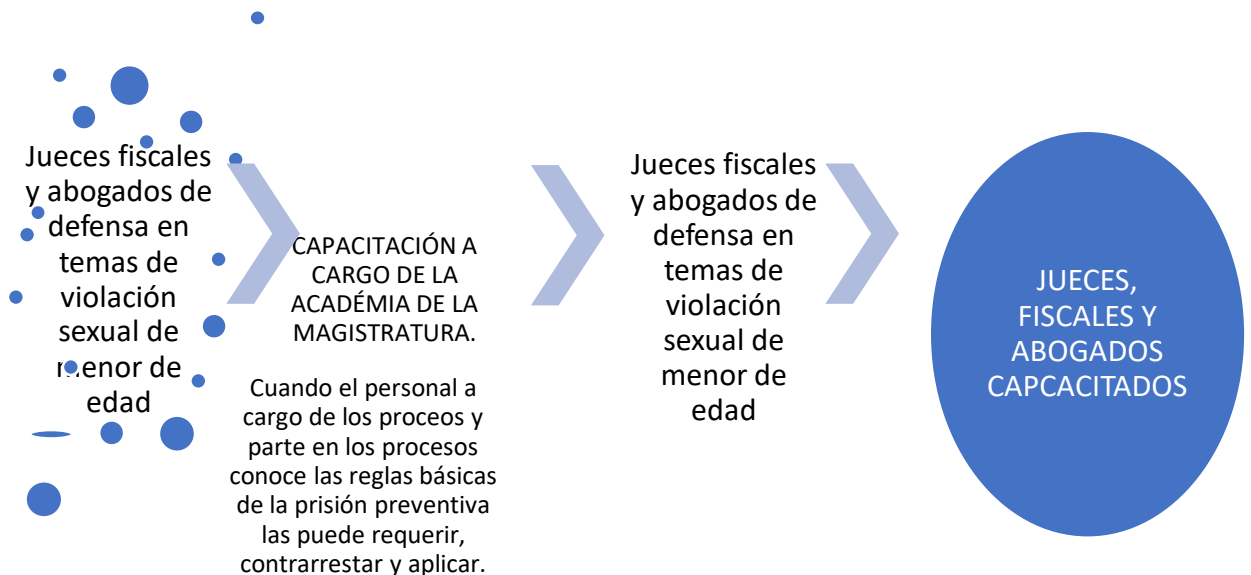 Jueces fiscales
y abogados de
defensa en
temas de
violación
sexual de
menor de
edad
CAPACITACIÓN A
CARGO DE LA
ACADÉMIA DE LA
MAGISTRATURA.
Cuando el personal a
cargo de los proceos y
parte en los procesos
conoce las reglas básicas
de la prisión preventiva
las puede requerir,
contrarrestar y aplicar.
Jueces fiscales
y abogados de
defensa en
temas de
violación
sexual de
menor de
edad
JUECES,
FISCALES Y
ABOGADOS
CAPCACITADOS